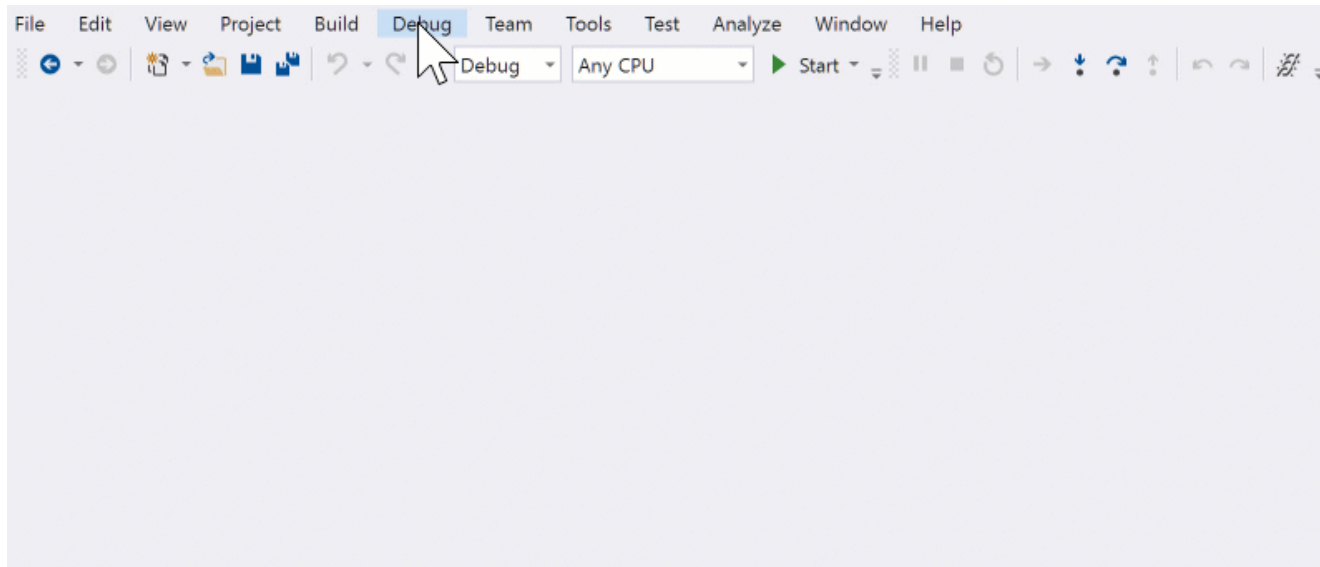 File Edit View Project Build Debug Team Tools Test Analyze Window Help
Debug Any CPU Start